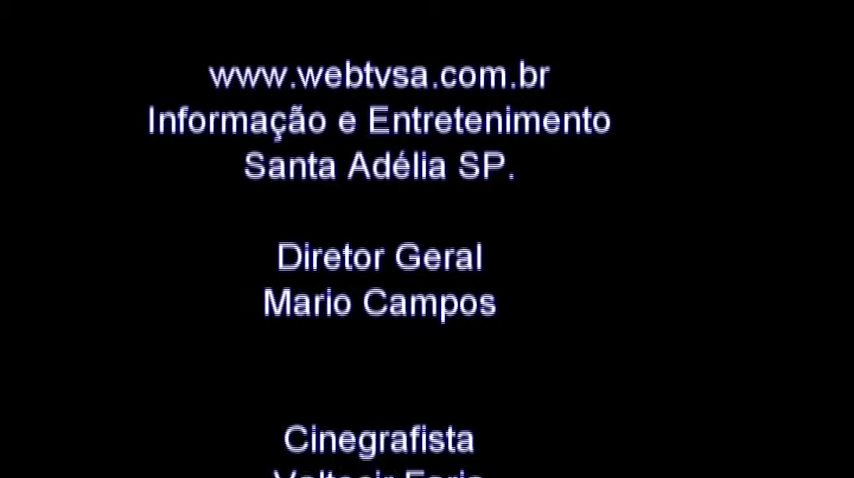 www.webtvsa.com.br
Informação e Entretenimento
Santa Adélia SP.
Diretor Geral
Mario Campos
Cinegrafista